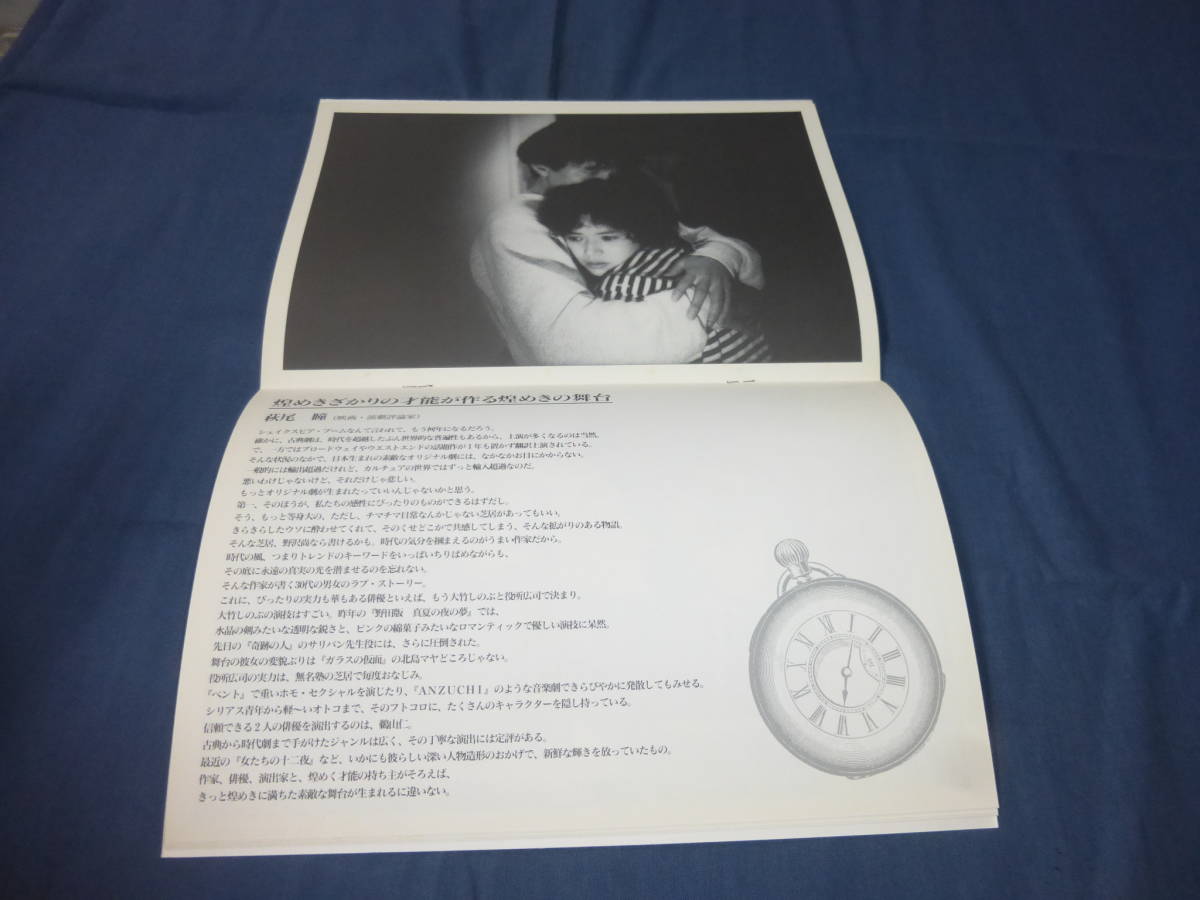 煌めきざかりの才能が作る煌めきの舞台
萩尾 瞳(映画・演劇評論家)
シェイクスピア・ブームなんて言われて、もう何年になるだろう。
確かに、古典劇は、時代を超越したぶん世界的な普遍性もあるから、上演が多くなるのは当然。
で、一方ではブロードウェイやウエストエンドの話題作が1年も置かず翻訳上演されている。
そんな状況のなかで、日本生まれの素敵なオリジナル劇には、なかなかお目にかからない。
一般的には輸出超過だけれど、カルチュアの世界ではずっと輸入超過なのだ。
悪いわけじゃないけど、それだけじゃ悲しい。
もっとオリジナル劇が生まれたっていいんじゃないかと思う。
第一、そのほうが、私たちの感性にぴったりのものができるはずだし。
そう、もっと等身大の、ただし、チマチマ日常なんかじゃない芝居があってもいい。
きらきらしたウソに酔わせてくれて、そのくせどこかで共感してしまう、そんな拡がりのある物語。
そんな芝居、野沢尚なら書けるかも。時代の気分を掴まえるのがうまい作家だから。
時代の風、つまりトレンドのキーワードをいっぱいちりばめながらも、
その底に永遠の真実の光を潜ませるのを忘れない。
そんな作家が書く30代の男女のラブ・ストーリー。
これに、ぴったりの実力も華もある俳優といえば、もう大竹しのぶと役所広司で決まり。
大竹しのぶの演技はすごい。昨年の『野田版 真夏の夜の夢』では、
水晶の剣みたいな透明な鋭さと、ピンクの綿菓子みたいなロマンティックで優しい演技に呆然。
先日の『奇跡の人』のサリバン先生役には、さらに圧倒された。
舞台の彼女の変貌ぶりは『ガラスの仮面』の北島マヤどころじゃない。
役所広司の実力は、無名塾の芝居で毎度おなじみ。
『ベント』で重いホモ・セクシャルを演じたり、『ANZUCHI』のような音楽劇できらびやかに発散してもみせる。
シリアス青年から軽〜いオトコまで、そのフトコロに、たくさんのキャラクターを隠し持っている。
信頼できる2人の俳優を演出するのは、鵜山仁。
古典から時代劇まで手がけたジャンルは広く、その丁寧な演出には定評がある。
最近の『女たちの十二夜』など、いかにも彼らしい深い人物造形のおかげで、新鮮な輝きを放っていたもの。
作家、俳優、演出家と、煌めく才能の持ち主がそろえば、
きっと煌めきに満ちた素敵な舞台が生まれるに違いない。